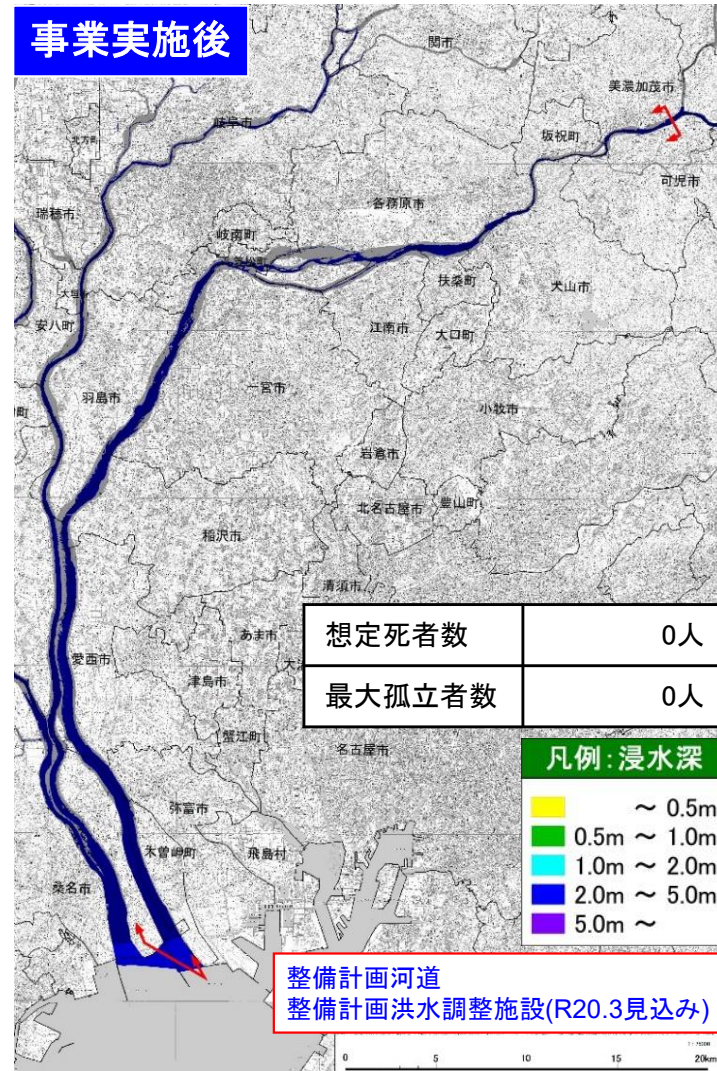 事業実施後
関市
美濃加茂市
岐阜市
坂祝町
北方町
可児市
各務原市
瑞穂市
岐南町
扶桑町
犬山市
安八町
江南市
大口町
一宮市
羽島市
小牧市
町
岩倉市
北名古屋市
豊山町
稲沢市
清須市
想定死者数 0人
あま市
愛西市
津島市
最大孤立者数 0人
蟹江町
名古屋市
凡例:浸水深
~ 0.5m
0.5m ~ 1.0m
1.0m ~ 2.0m
2.0m ~ 5.0m
5.0m ~
弥富市
木曽岬町
飛島村
桑名市
整備計画河道
整備計画洪水調整施設(R20.3見込み)
0 5 10 15 20km